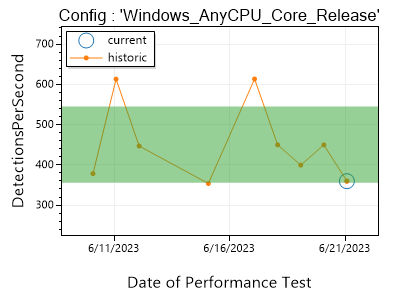 Config : 'Windows_AnyCPU_Core_Release'
current
historic
700
600
500
400
300
DetectionsPerSecond
6/11/2023
6/16/2023
6/21/2023
Date of Performance Test